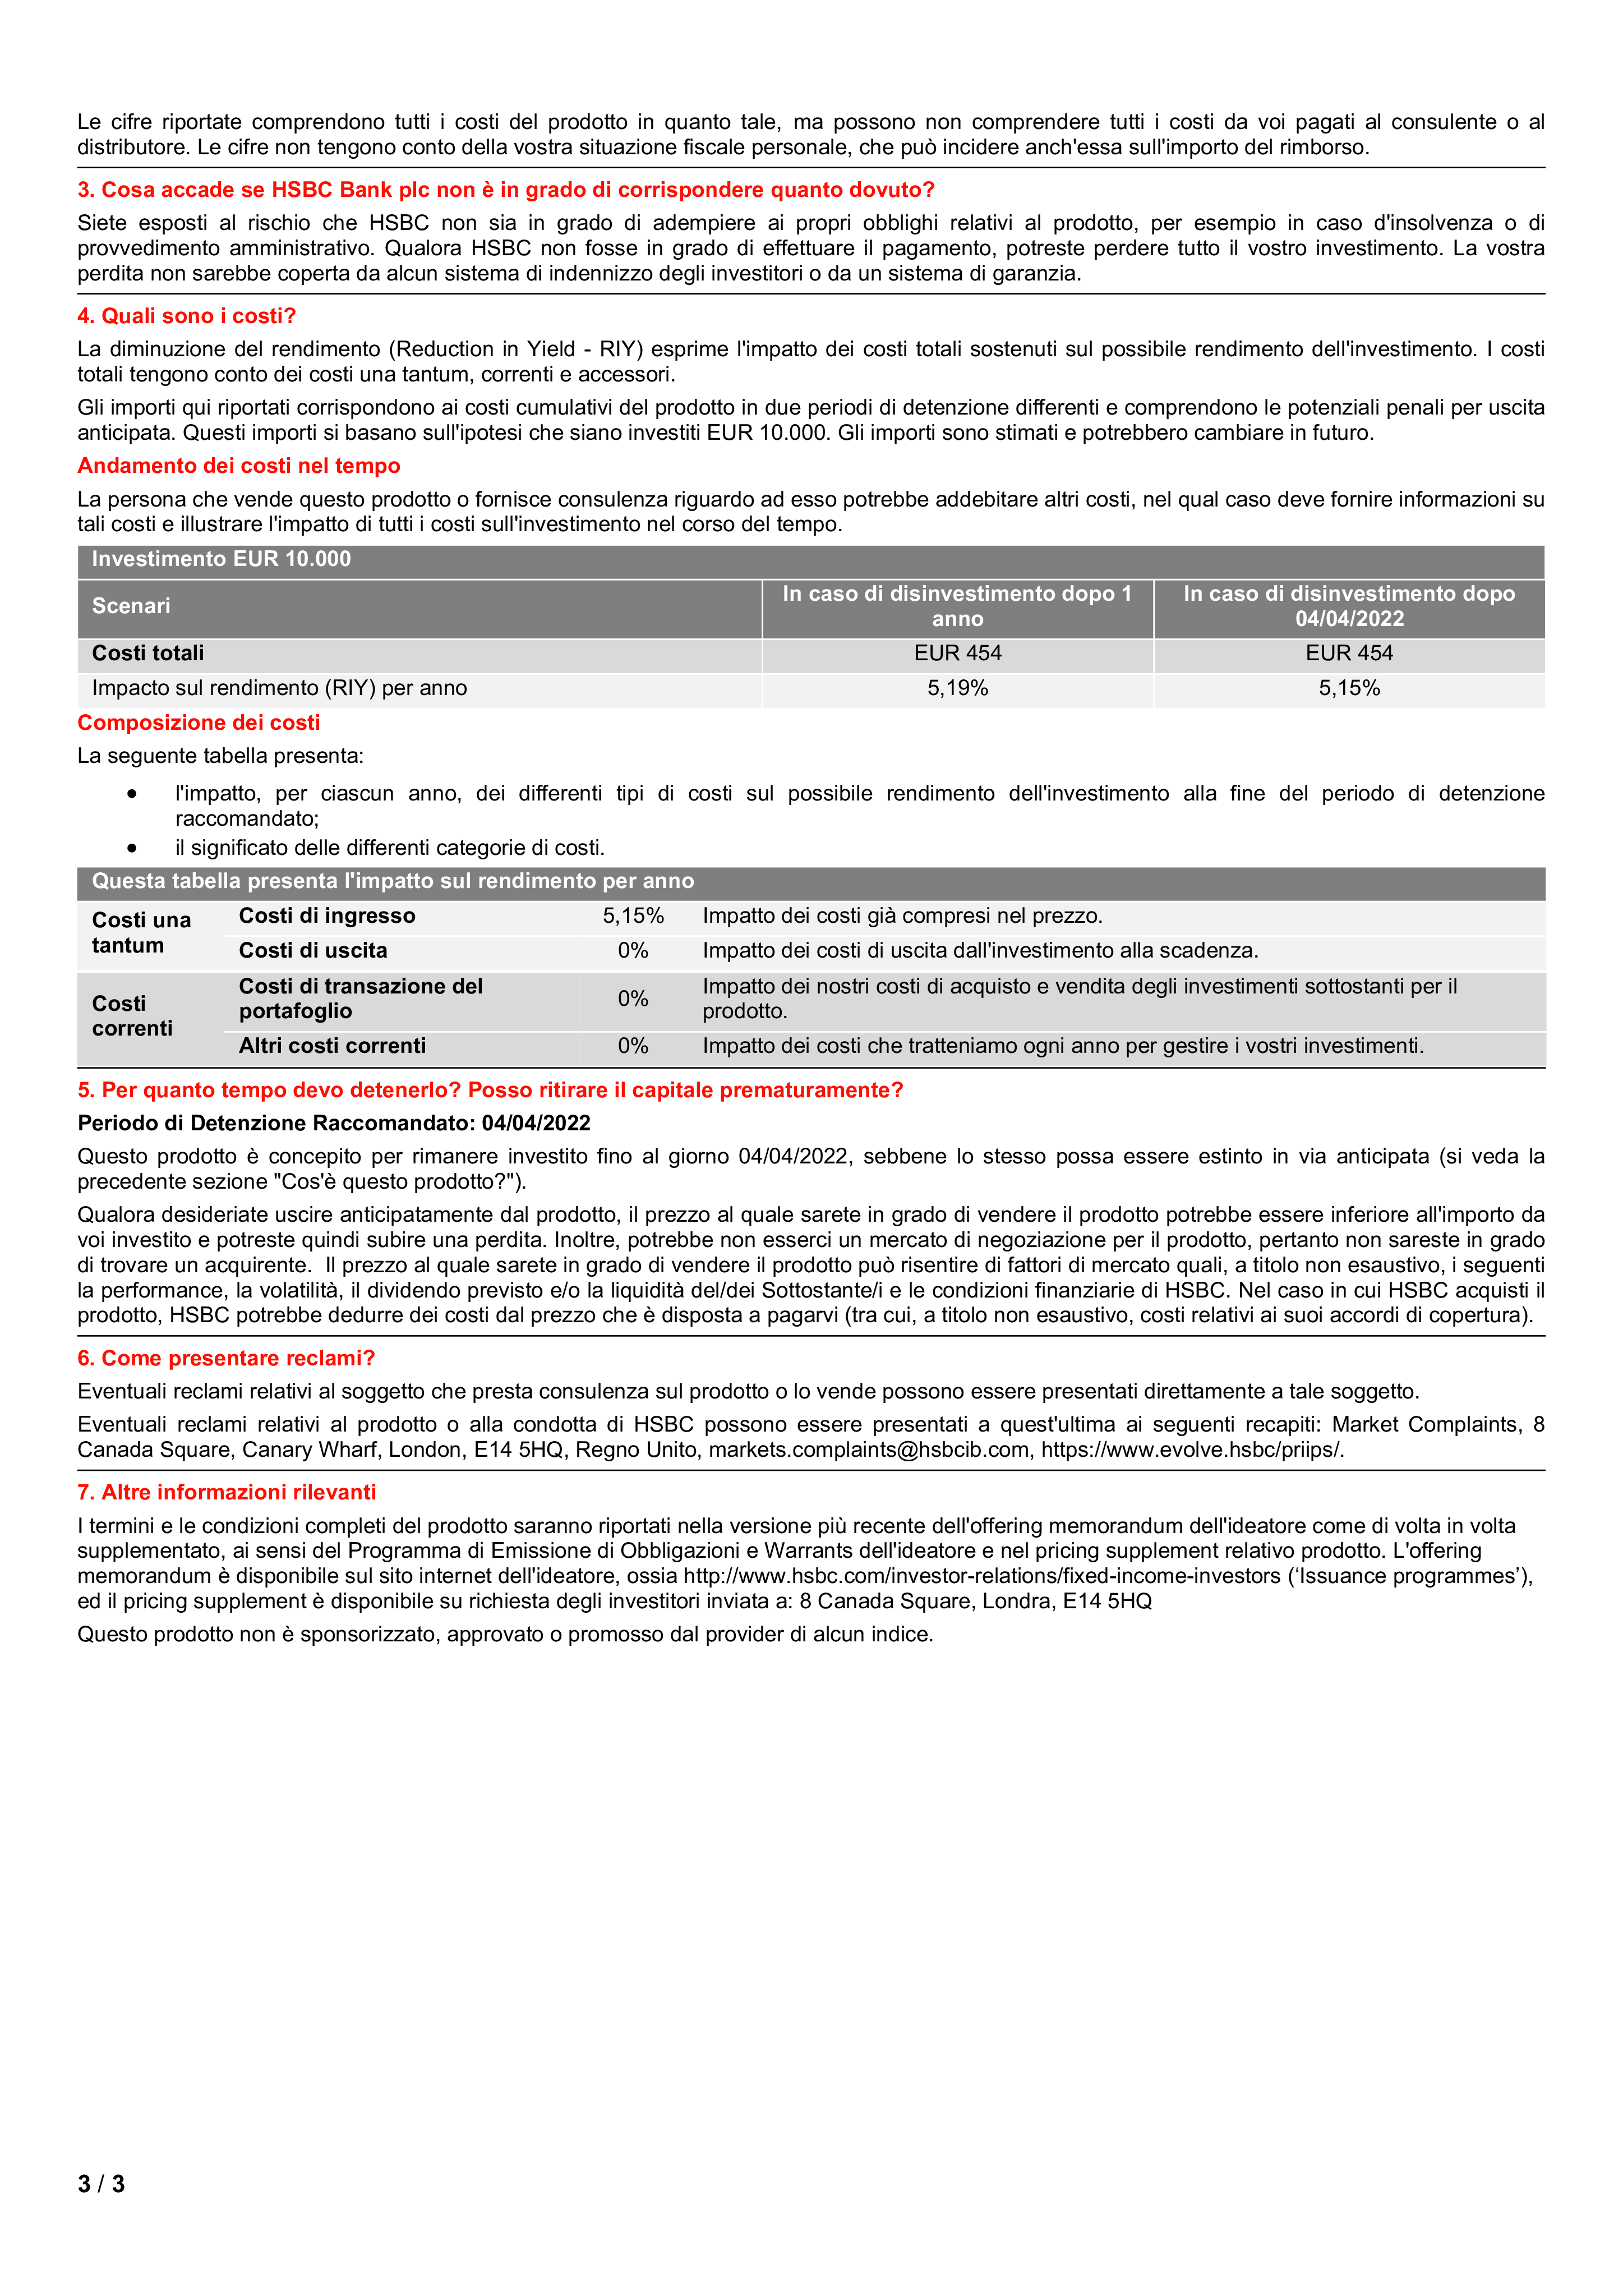 Le cifre riportate comprendono tutti i costi del prodotto in quanto tale, ma possono non comprendere tutti i costi da voi pagati al consulente o al
distributore. Le cifre non tengono conto della vostra situazione fiscale personale, che può incidere anch'essa sull'importo del rimborso.
3. Cosa accade se HSBC Bank plc non è in grado di corrispondere quanto dovuto?
Siete esposti al rischio che HSBC non sia in grado di adempiere ai propri obblighi relativi al prodotto, per esempio in caso d'insolvenza o di
provvedimento amministrativo. Qualora HSBC non fosse in grado di effettuare il pagamento, potreste perdere tutto il vostro investimento. La vostra
perdita non sarebbe coperta da alcun sistema di indennizzo degli investitori o da un sistema di garanzia.
4. Quali sono i costi?
La diminuzione del rendimento (Reduction in Yield - RIY) esprime l'impatto dei costi totali sostenuti sul possibile rendimento dell'investimento. I costi
totali tengono conto dei costi una tantum, correnti e accessori.
Gli importi qui riportati corrispondono ai costi cumulativi del prodotto in due periodi di detenzione differenti e comprendono le potenziali penali per uscita
anticipata. Questi importi si basano sull'ipotesi che siano investiti EUR 10.000. Gli importi sono stimati e potrebbero cambiare in futuro.
Andamento dei costi nel tempo
La persona che vende questo prodotto o fornisce consulenza riguardo ad esso potrebbe addebitare altri costi, nel qual caso deve fornire informazioni su
tali costi e illustrare l'impatto di tutti i costi sull'investimento nel corso del tempo.
Investimento EUR 10.000
Scenari In caso di disinvestimento dopo 1 anno In caso di disinvestimento dopo 04/04/2022
Costi totali EUR 454 EUR 454
Impacto sul rendimento (RIY) per anno 5,19% 5,15%
Composizione dei costi
La seguente tabella presenta:
• l'impatto, per ciascun anno, dei differenti tipi di costi sul possibile rendimento dell'investimento alla fine del periodo di detenzione
raccomandato;
• il significato delle differenti categorie di costi.
Questa tabella presenta l'impatto sul rendimento per anno
Costi una tantum Costi di ingresso 5,15% Impatto dei costi già compresi nel prezzo.
Costi di uscita 0% Impatto dei costi di uscita dall'investimento alla scadenza.
Costi correnti Costi di transazione del portafoglio 0% Impatto dei nostri costi di acquisto e vendita degli investimenti sottostanti per il prodotto.
Altri costi correnti 0% Impatto dei costi che tratteniamo ogni anno per gestire i vostri investimenti.
5. Per quanto tempo devo detenerlo? Posso ritirare il capitale prematuramente?
Periodo di Detenzione Raccomandato: 04/04/2022
Questo prodotto è concepito per rimanere investito fino al giorno 04/04/2022, sebbene lo stesso possa essere estinto in via anticipata (si veda la
precedente sezione "Cos'è questo prodotto?").
Qualora desideriate uscire anticipatamente dal prodotto, il prezzo al quale sarete in grado di vendere il prodotto potrebbe essere inferiore all'importo da
voi investito e potreste quindi subire una perdita. Inoltre, potrebbe non esserci un mercato di negoziazione per il prodotto, pertanto non sareste in grado
di trovare un acquirente. Il prezzo al quale sarete in grado di vendere il prodotto può risentire di fattori di mercato quali, a titolo non esaustivo, i seguenti
la performance, la volatilità, il dividendo previsto e/o la liquidità del/dei Sottostante/i e le condizioni finanziarie di HSBC. Nel caso in cui HSBC acquisti il
prodotto, HSBC potrebbe dedurre dei costi dal prezzo che è disposta a pagarvi (tra cui, a titolo non esaustivo, costi relativi ai suoi accordi di copertura).
6. Come presentare reclami?
Eventuali reclami relativi al soggetto che presta consulenza sul prodotto o lo vende possono essere presentati direttamente a tale soggetto.
Eventuali reclami relativi al prodotto o alla condotta di HSBC possono essere presentati a quest'ultima ai seguenti recapiti: Market Complaints, 8
Canada Square, Canary Wharf, London, E14 5HQ, Regno Unito, markets.complaints@hsbcib.com, https://www.evolve.hsbc/priips/.
7. Altre informazioni rilevanti
I termini e le condizioni completi del prodotto saranno riportati nella versione più recente dell'offering memorandum dell'ideatore come di volta in volta
supplementato, ai sensi del Programma di Emissione di Obbligazioni e Warrants dell'ideatore e nel pricing supplement relativo prodotto. L'offering
memorandum è disponibile sul sito internet dell'ideatore, ossia http://www.hsbc.com/investor-relations/fixed-income-investors (‘Issuance programmes’),
ed il pricing supplement è disponibile su richiesta degli investitori inviata a: 8 Canada Square, Londra, E14 5HQ
Questo prodotto non è sponsorizzato, approvato o promosso dal provider di alcun indice.
3 / 3